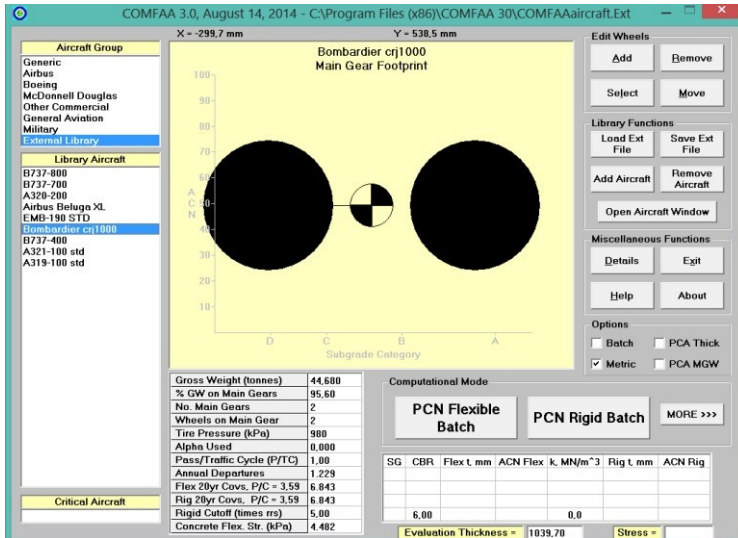 COMFAA 3.0, August 14, 2014 - C:\Program Files (x86)\COMFAA 30\COMFAAaircraft.Ext
Aircraft Group
Generic
Airbus
Boeing
McDonnell Douglas
Other Commercial
General Aviation
Military
External Library
Library Aircraft
B737-800
B737-700
A320-200
Airbus Beluga XL
EMB-190 STD
Bombardier crj1000
B737-400
A321-100 std
A319-100 std
Critical Aircraft
X = -299,7 mm Y = 538,5 mm
Bombardier crj1000
Main Gear Footprint
100
90
80
70
60
50
40
30
20
10
A
C
N
D C B A
Subgrade Category
Gross Weight (tonnes) 44,680
% GW on Main Gears 95,60
No. Main Gears 2
Wheels on Main Gear 2
Tire Pressure (kPa) 980
Alpha Used 0,000
Pass/Traffic Cycle (P/TC) 1,00
Annual Departures 1.229
Flex 20yr Covs, P/C = 3,59 6.843
Rig 20yr Covs, P/C = 3,59 6.843
Rigid Cutoff (times rrs) 5,00
Concrete Flex. Str. (kPa) 4.482
Edit Wheels
Add Remove
Select Move
Library Functions
Load Ext File
Save Ext File
Add Aircraft
Remove Aircraft
Open Aircraft Window
Miscellaneous Functions
Details Exit
Help About
Options
Batch PCA Thick
Metric PCA MGW
Computational Mode
PCN Flexible Batch
PCN Rigid Batch
MORE >>>
SG CBR Flex t, mm ACN Flex k, MN/m^3 Rig t, mm ACN Rig
6,00 0,0
Evaluation Thickness = 1039,70 Stress =